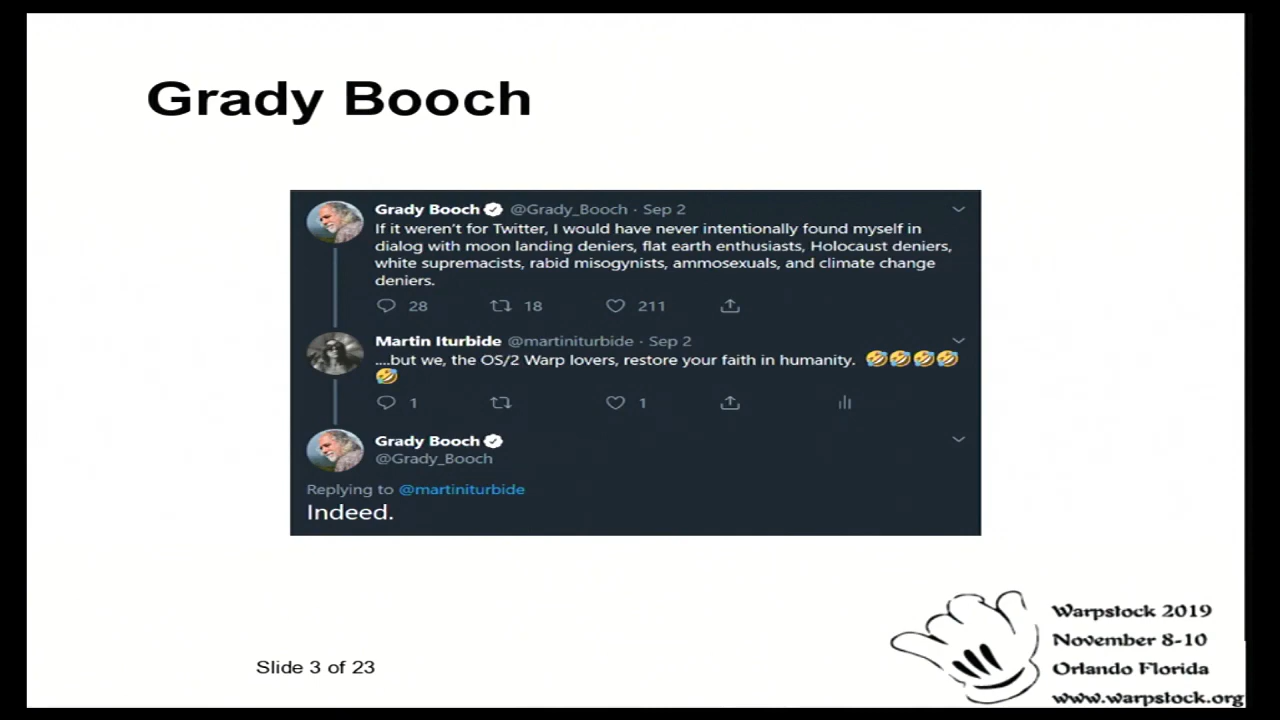 Grady Booch
Grady Booch @Grady_Booch · Sep 2
If it weren't for Twitter, I would have never intentionally found myself in
dialog with moon landing deniers, flat earth enthusiasts, Holocaust deniers,
white supremacists, rabid misogynists, ammosexuals, and climate change
deniers.
28 18 211
Martin Iturbide @martiniturbide · Sep 2
....but we, the OS/2 Warp lovers, restore your faith in humanity. 🤣🤣🤣🤣
🤣
1 1
Grady Booch
@Grady_Booch
Replying to @martiniturbide
Indeed.
Slide 3 of 23
Warpstock 2019
November 8-10
Orlando Florida
www.warpstock.org